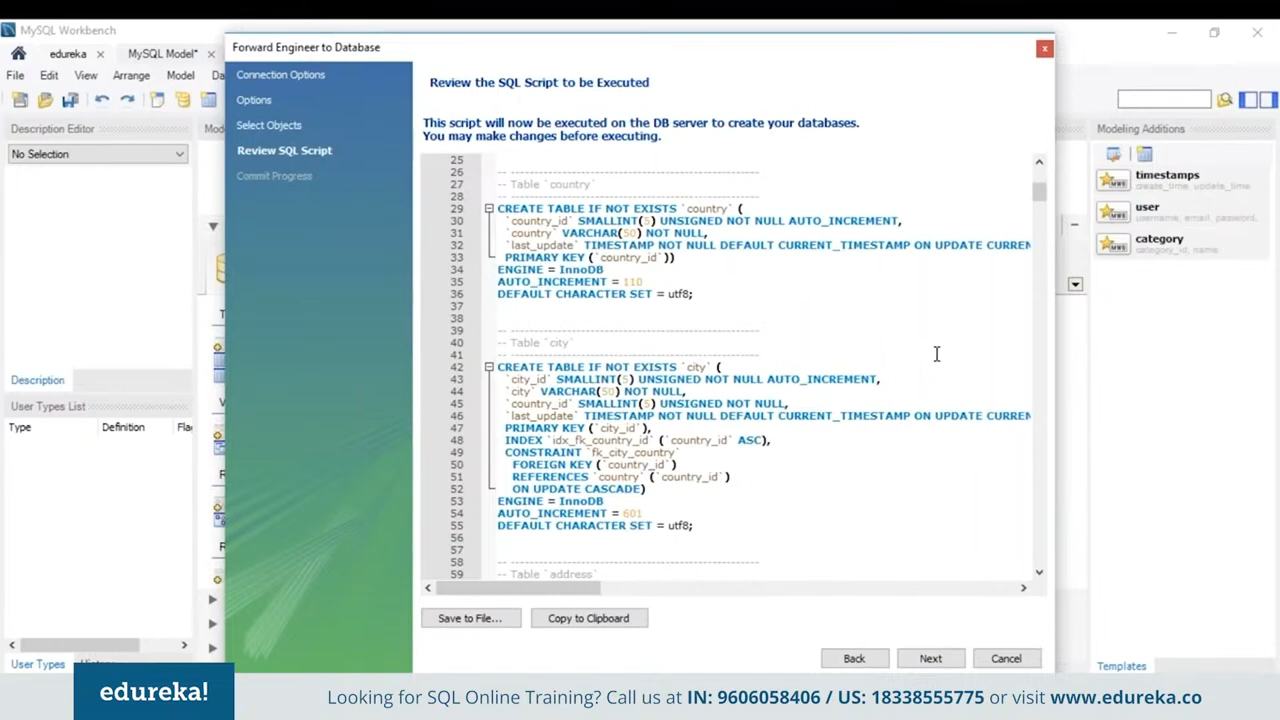 MySQL Workbench
edureka
MySQL Model*
File Edit View Arrange Model Da
Description Editor
No Selection
Description
User Types List
Type Definition Fla
User Types
Forward Engineer to Database
Connection Options
Options
Select Objects
Review SQL Script
Commit Progress
Review the SQL Script to be Executed
This script will now be executed on the DB server to create your databases.
You may make changes before executing.
25
26 -- -----------------------------------------------------
27 -- Table `country`
28 -- -----------------------------------------------------
29 CREATE TABLE IF NOT EXISTS `country` (
30 `country_id` SMALLINT(5) UNSIGNED NOT NULL AUTO_INCREMENT,
31 `country` VARCHAR(50) NOT NULL,
32 `last_update` TIMESTAMP NOT NULL DEFAULT CURRENT_TIMESTAMP ON UPDATE CURREN
33 PRIMARY KEY (`country_id`))
34 ENGINE = InnoDB
35 AUTO_INCREMENT = 110
36 DEFAULT CHARACTER SET = utf8;
37
38
39 -- -----------------------------------------------------
40 -- Table `city`
41 -- -----------------------------------------------------
42 CREATE TABLE IF NOT EXISTS `city` (
43 `city_id` SMALLINT(5) UNSIGNED NOT NULL AUTO_INCREMENT,
44 `city` VARCHAR(50) NOT NULL,
45 `country_id` SMALLINT(5) UNSIGNED NOT NULL,
46 `last_update` TIMESTAMP NOT NULL DEFAULT CURRENT_TIMESTAMP ON UPDATE CURREN
47 PRIMARY KEY (`city_id`),
48 INDEX `idx_fk_country_id` (`country_id` ASC),
49 CONSTRAINT `fk_city_country`
50 FOREIGN KEY (`country_id`)
51 REFERENCES `country` (`country_id`)
52 ON UPDATE CASCADE)
53 ENGINE = InnoDB
54 AUTO_INCREMENT = 601
55 DEFAULT CHARACTER SET = utf8;
56
57
58 -- -----------------------------------------------------
59 -- Table `address`
Save to File...
Copy to Clipboard
Back
Next
Cancel
Modeling Additions
timestamps
create_time, update_time
user
username, email, password,
category
category_id, name
Templates
edureka!
Looking for SQL Online Training? Call us at IN: 9606058406 / US: 18338555775 or visit www.edureka.co